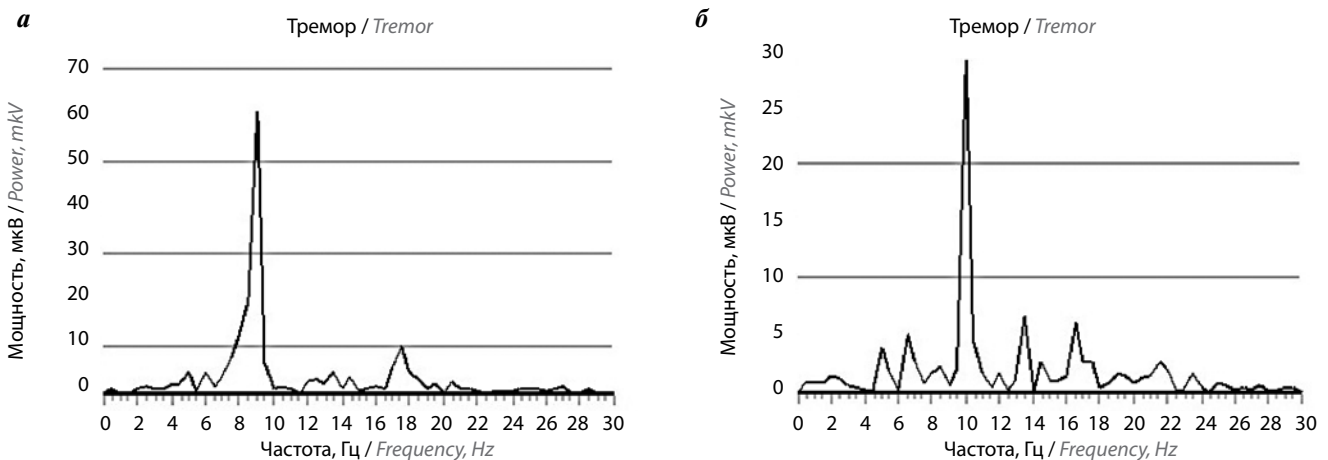 а
Тремор / Tremor
Мощность, мкВ / Power, mkV
70
60
50
40
30
20
10
0
0 2 4 6 8 10 12 14 16 18 20 22 24 26 28 30
Частота, Гц / Frequency, Hz
б
Тремор / Tremor
Мощность, мкВ / Power, mkV
30
25
20
15
10
5
0
0 2 4 6 8 10 12 14 16 18 20 22 24 26 28 30
Частота, Гц / Frequency, Hz